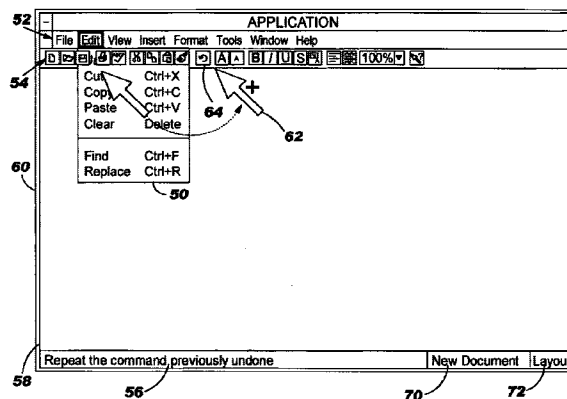 APPLICATION
52
File Edit View Insert Format Tools Window Help
54
A A B I U S 100%
Cut Ctrl+X
Copy Ctrl+C
Paste Ctrl+V
Clear Delete
64
62
Find Ctrl+F
Replace Ctrl+R
60
50
Repeat the command previously undone New Document Layou
58
56
70
72